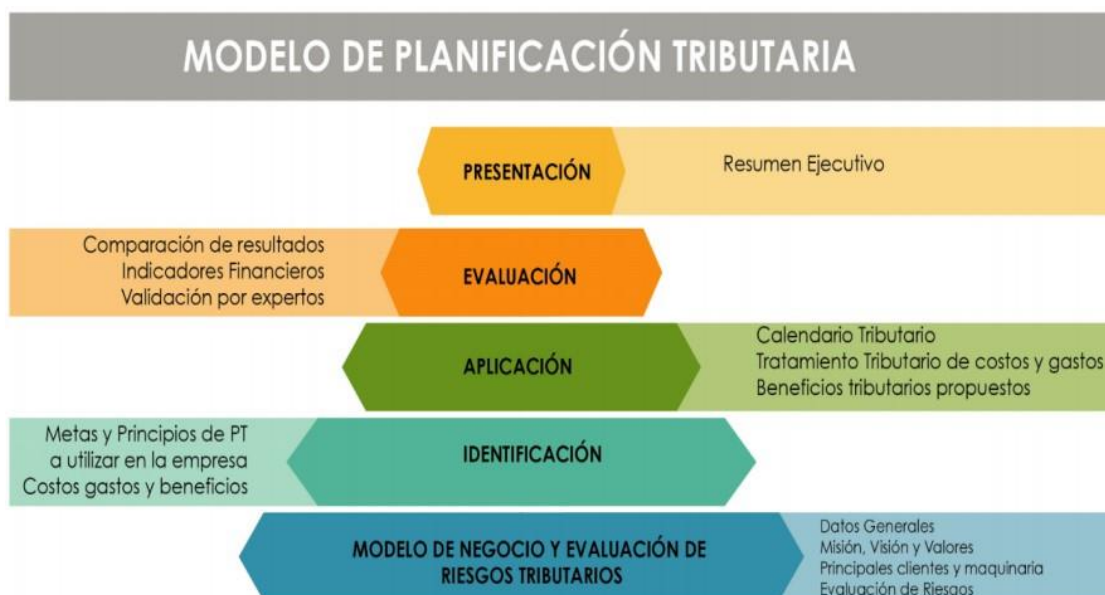 MODELO DE PLANIFICACIÓN TRIBUTARIA
PRESENTACIÓN
Resumen Ejecutivo
Comparación de resultados
Indicadores Financieros
Validación por expertos
EVALUACIÓN
APLICACIÓN
Calendario Tributario
Tratamiento Tributario de costos y gastos
Beneficios tributarios propuestos
Metas y Principios de PT
a utilizar en la empresa
Costos gastos y beneficios
IDENTIFICACIÓN
MODELO DE NEGOCIO Y EVALUACIÓN DE
RIESGOS TRIBUTARIOS
Datos Generales
Misión, Visión y Valores
Principales clientes y maquinaria
Evaluación de Riesgos